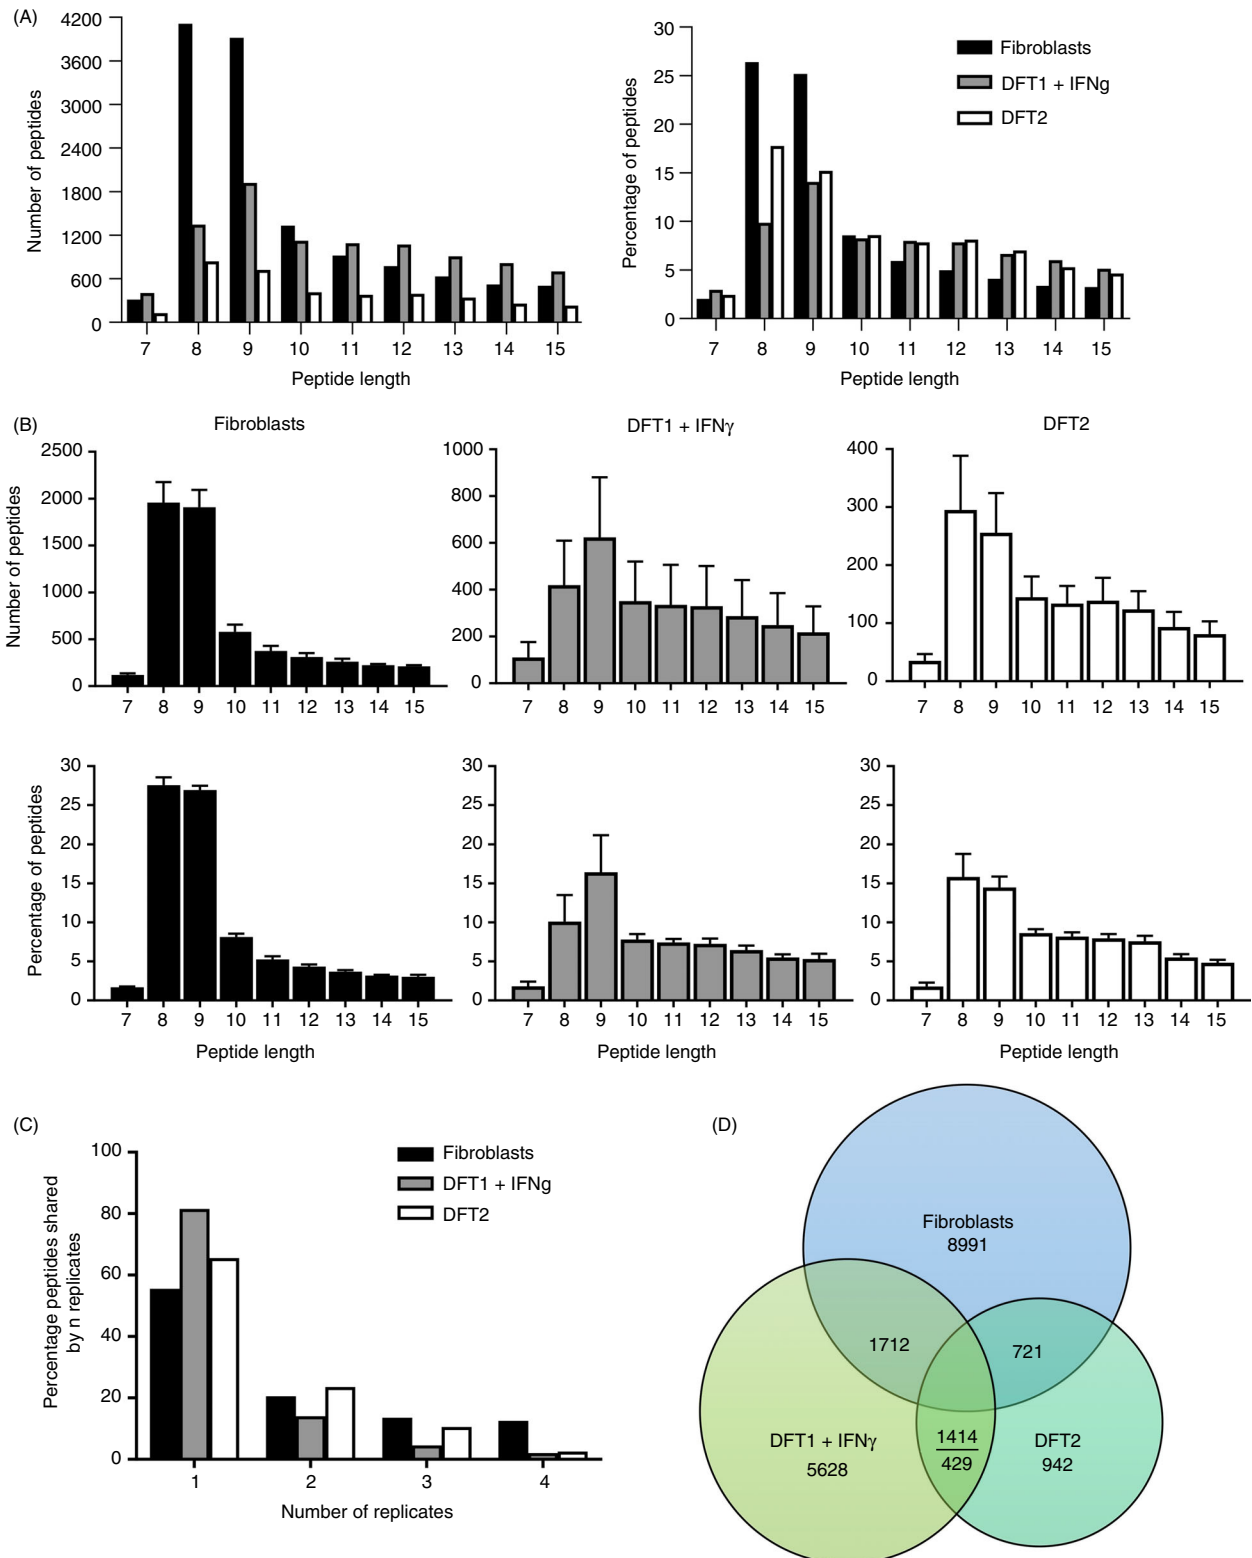 (A)
4200
3600
3000
2400
1800
1200
600
0
Number of peptides
7 8 9 10 11 12 13 14 15
Peptide length
30
25
20
15
10
5
0
Percentage of peptides
7 8 9 10 11 12 13 14 15
Peptide length
Fibroblasts
DFT1 + IFNg
DFT2
(B)
Fibroblasts
2500
2000
1500
1000
500
0
Number of peptides
7 8 9 10 11 12 13 14 15
DFT1 + IFNγ
1000
800
600
400
200
0
7 8 9 10 11 12 13 14 15
DFT2
400
300
200
100
0
7 8 9 10 11 12 13 14 15
30
25
20
15
10
5
0
Percentage of peptides
7 8 9 10 11 12 13 14 15
Peptide length
30
25
20
15
10
5
0
7 8 9 10 11 12 13 14 15
Peptide length
30
25
20
15
10
5
0
7 8 9 10 11 12 13 14 15
Peptide length
(C)
100
80
60
40
20
0
Percentage peptides shared
by n replicates
1 2 3 4
Number of replicates
Fibroblasts
DFT1 + IFNg
DFT2
(D)
Fibroblasts
8991
1712
721
DFT1 + IFNγ
5628
1414
429
DFT2
942